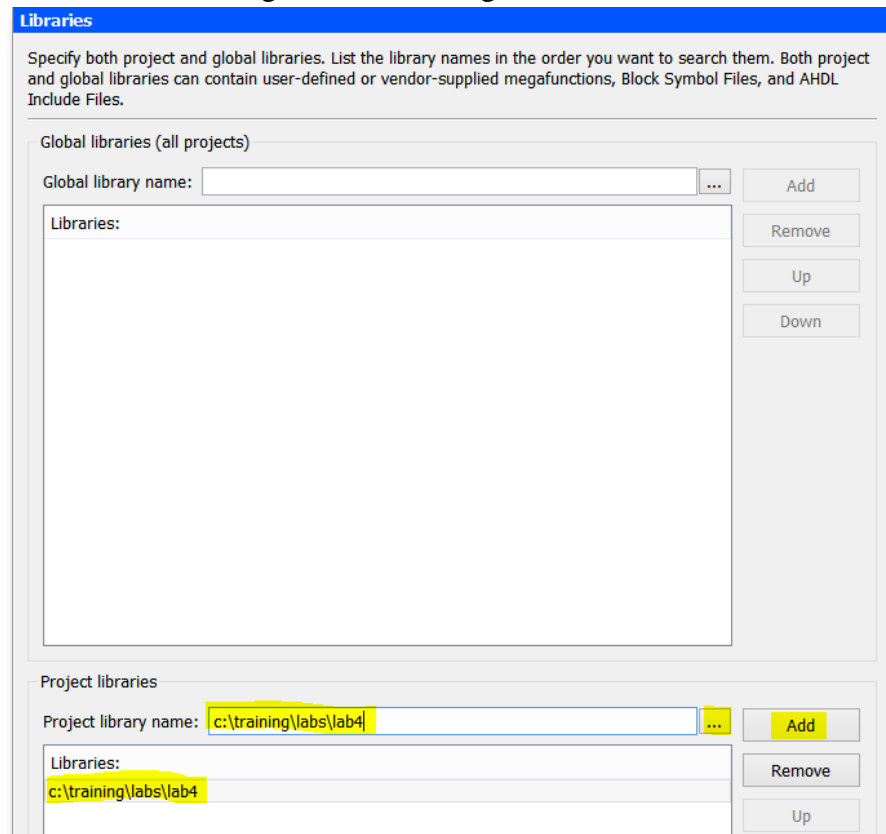 Libraries
Specify both project and global libraries. List the library names in the order you want to search them. Both project
and global libraries can contain user-defined or vendor-supplied megafunctions, Block Symbol Files, and AHDL
Include Files.
Global libraries (all projects)
Global library name: ... Add
Libraries:
Remove
Up
Down
Project libraries
Project library name: c:\training\labs\lab4 ... Add
Libraries:
Remove
c:\training\labs\lab4
Up